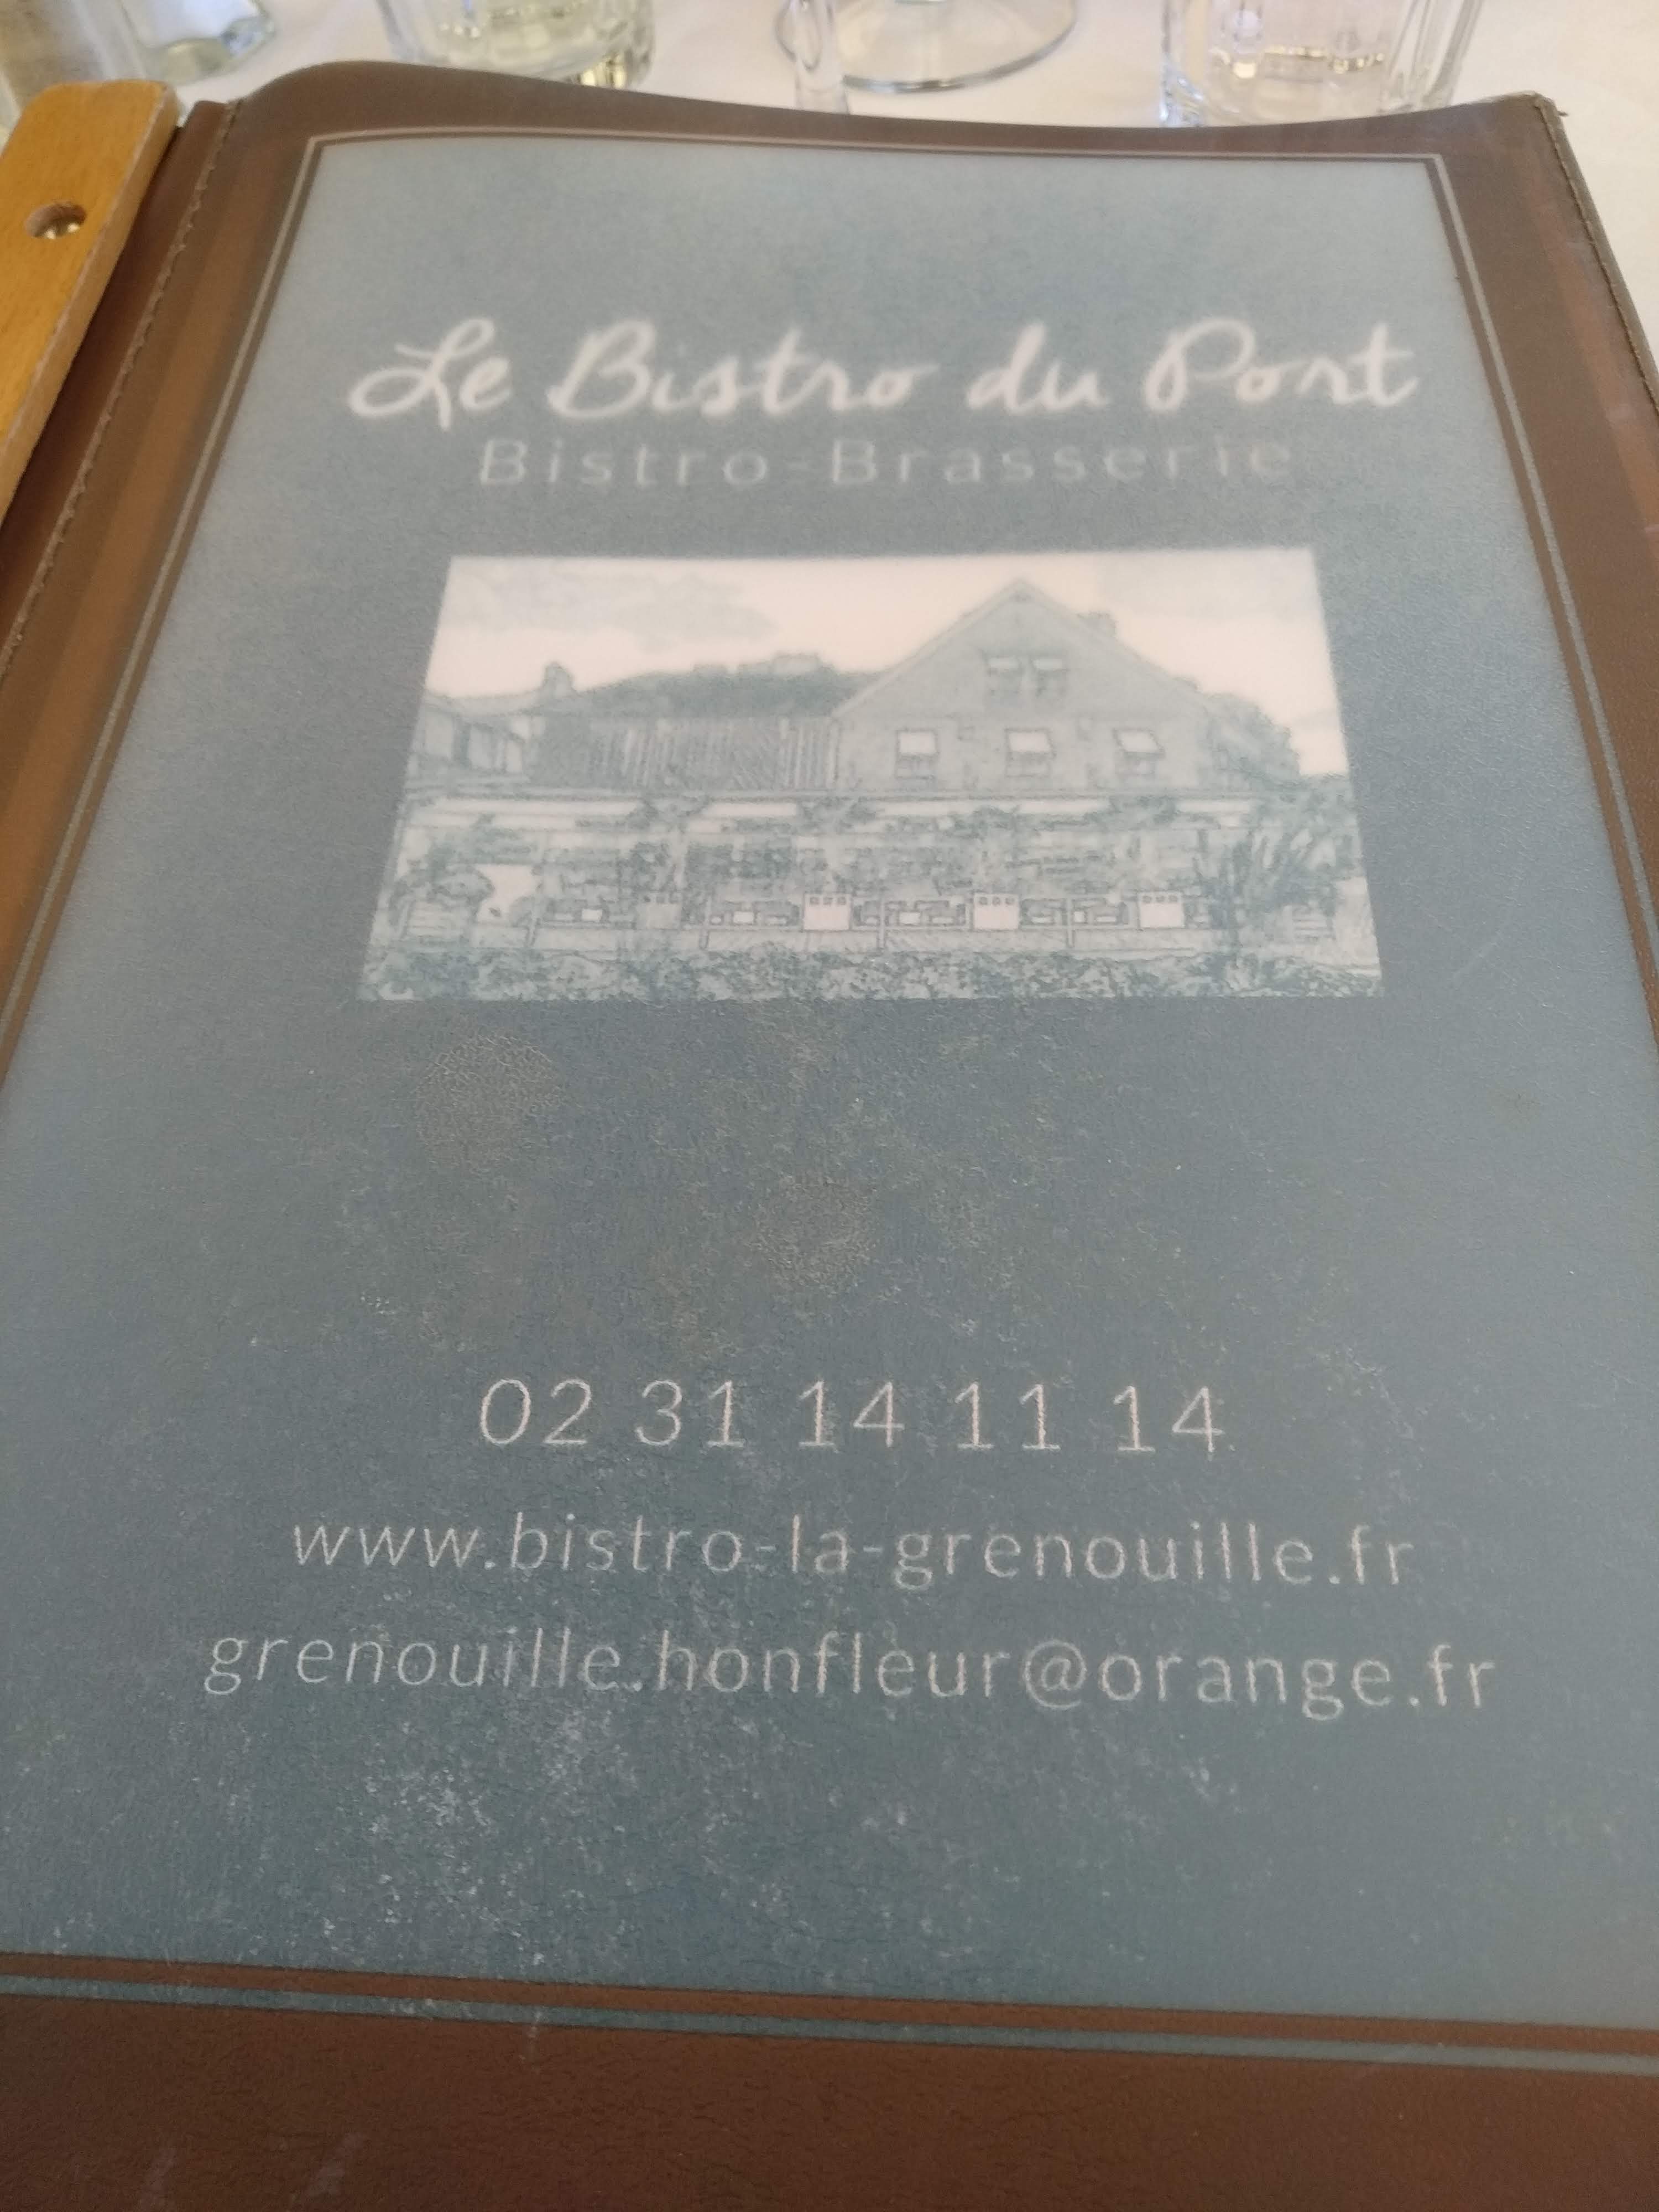 Le Bistro du Port
Bistro-Brasserie
02 31 14 11 14
www.bistro-la-grenouille.fr
grenouille.honfleur@orange.fr